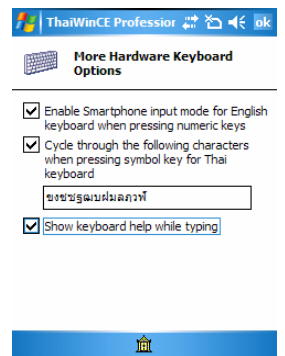 ThaiWinCE Professior
ok
More Hardware Keyboard
Options
Enable Smartphone input mode for English
keyboard when pressing numeric keys
Cycle through the following characters
when pressing symbol key for Thai
keyboard
ขงชซฐฒบฝมลภวฬ
Show keyboard help while typing